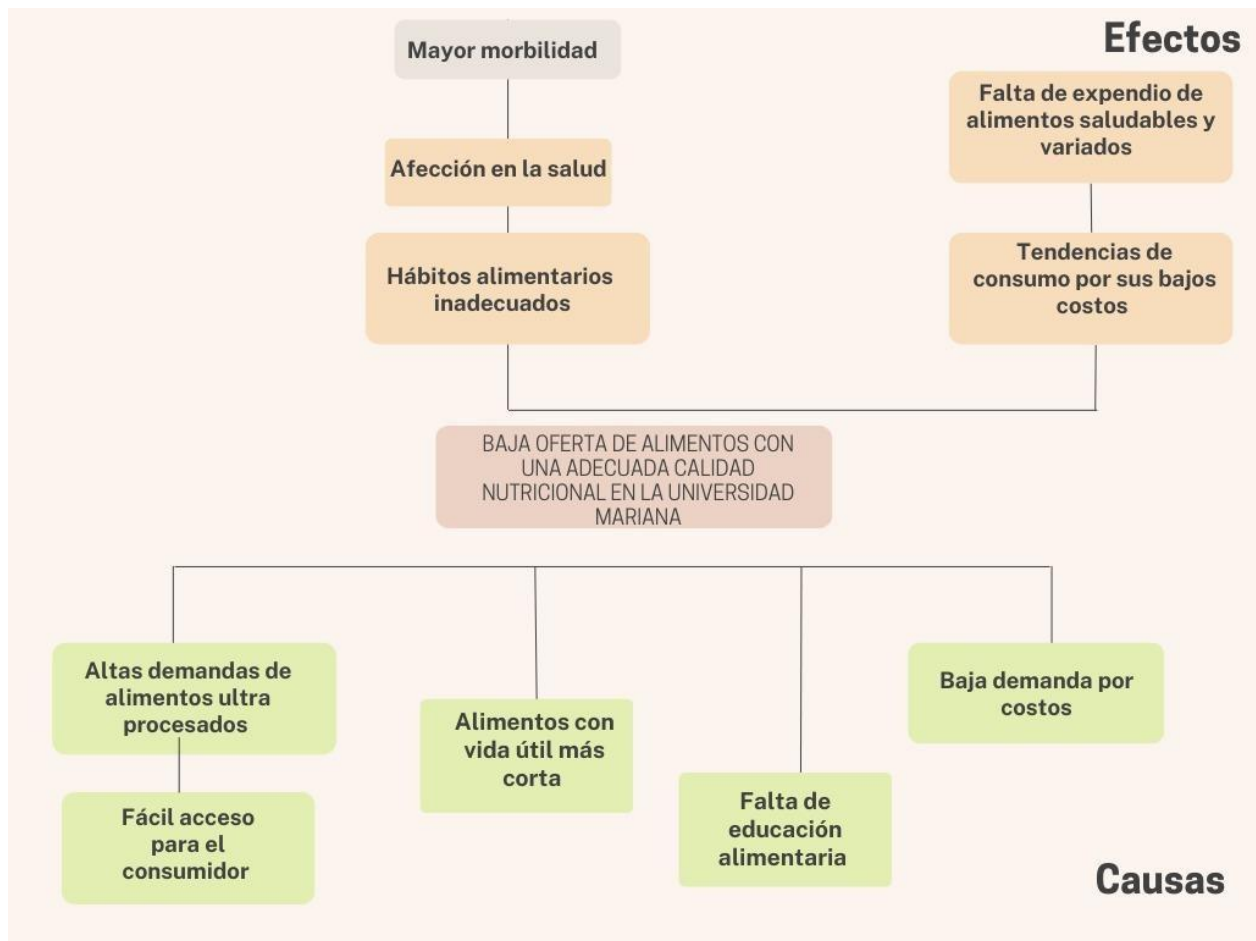 Efectos
Mayor morbilidad
Afección en la salud
Hábitos alimentarios
inadecuados
Falta de expendio de
alimentos saludables y
variados
Tendencias de
consumo por sus bajos
costos
BAJA OFERTA DE ALIMENTOS CON
UNA ADECUADA CALIDAD
NUTRICIONAL EN LA UNIVERSIDAD
MARIANA
Altas demandas de
alimentos ultra
procesados
Fácil acceso
para el
consumidor
Alimentos con
vida útil más
corta
Falta de
educación
alimentaria
Baja demanda por
costos
Causas